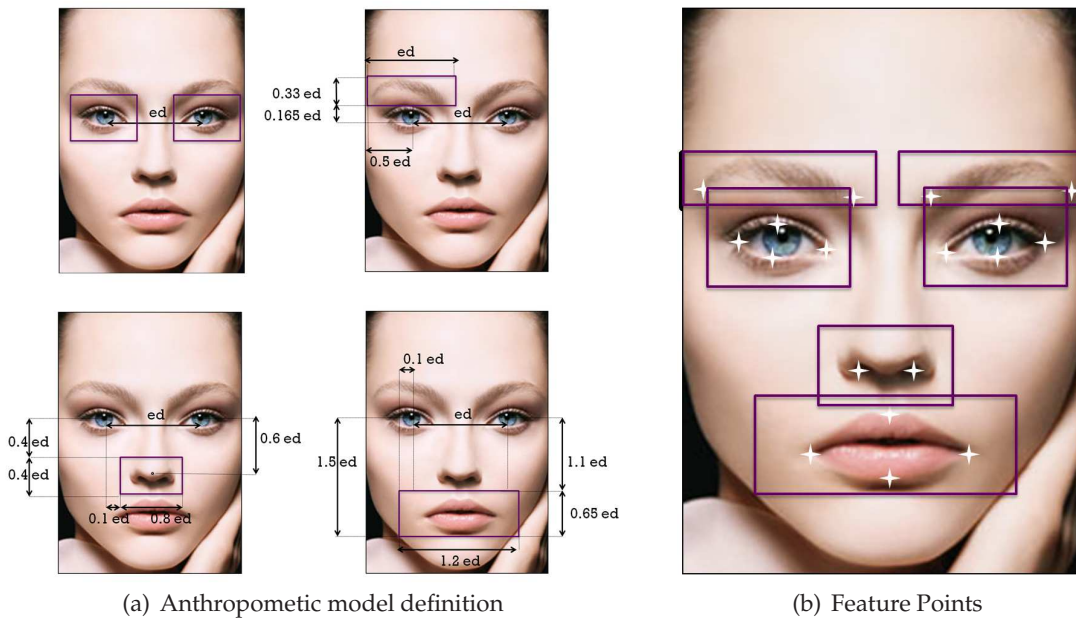 ed
ed
0.33 ed
0.165 ed
ed
0.5 ed
ed
0.4 ed
0.6 ed
0.4 ed
0.1 ed
0.8 ed
0.1 ed
ed
1.5 ed
1.1
0.65 ed
1.2 ed
(a) Anthropometic model definition
(b) Feature Points